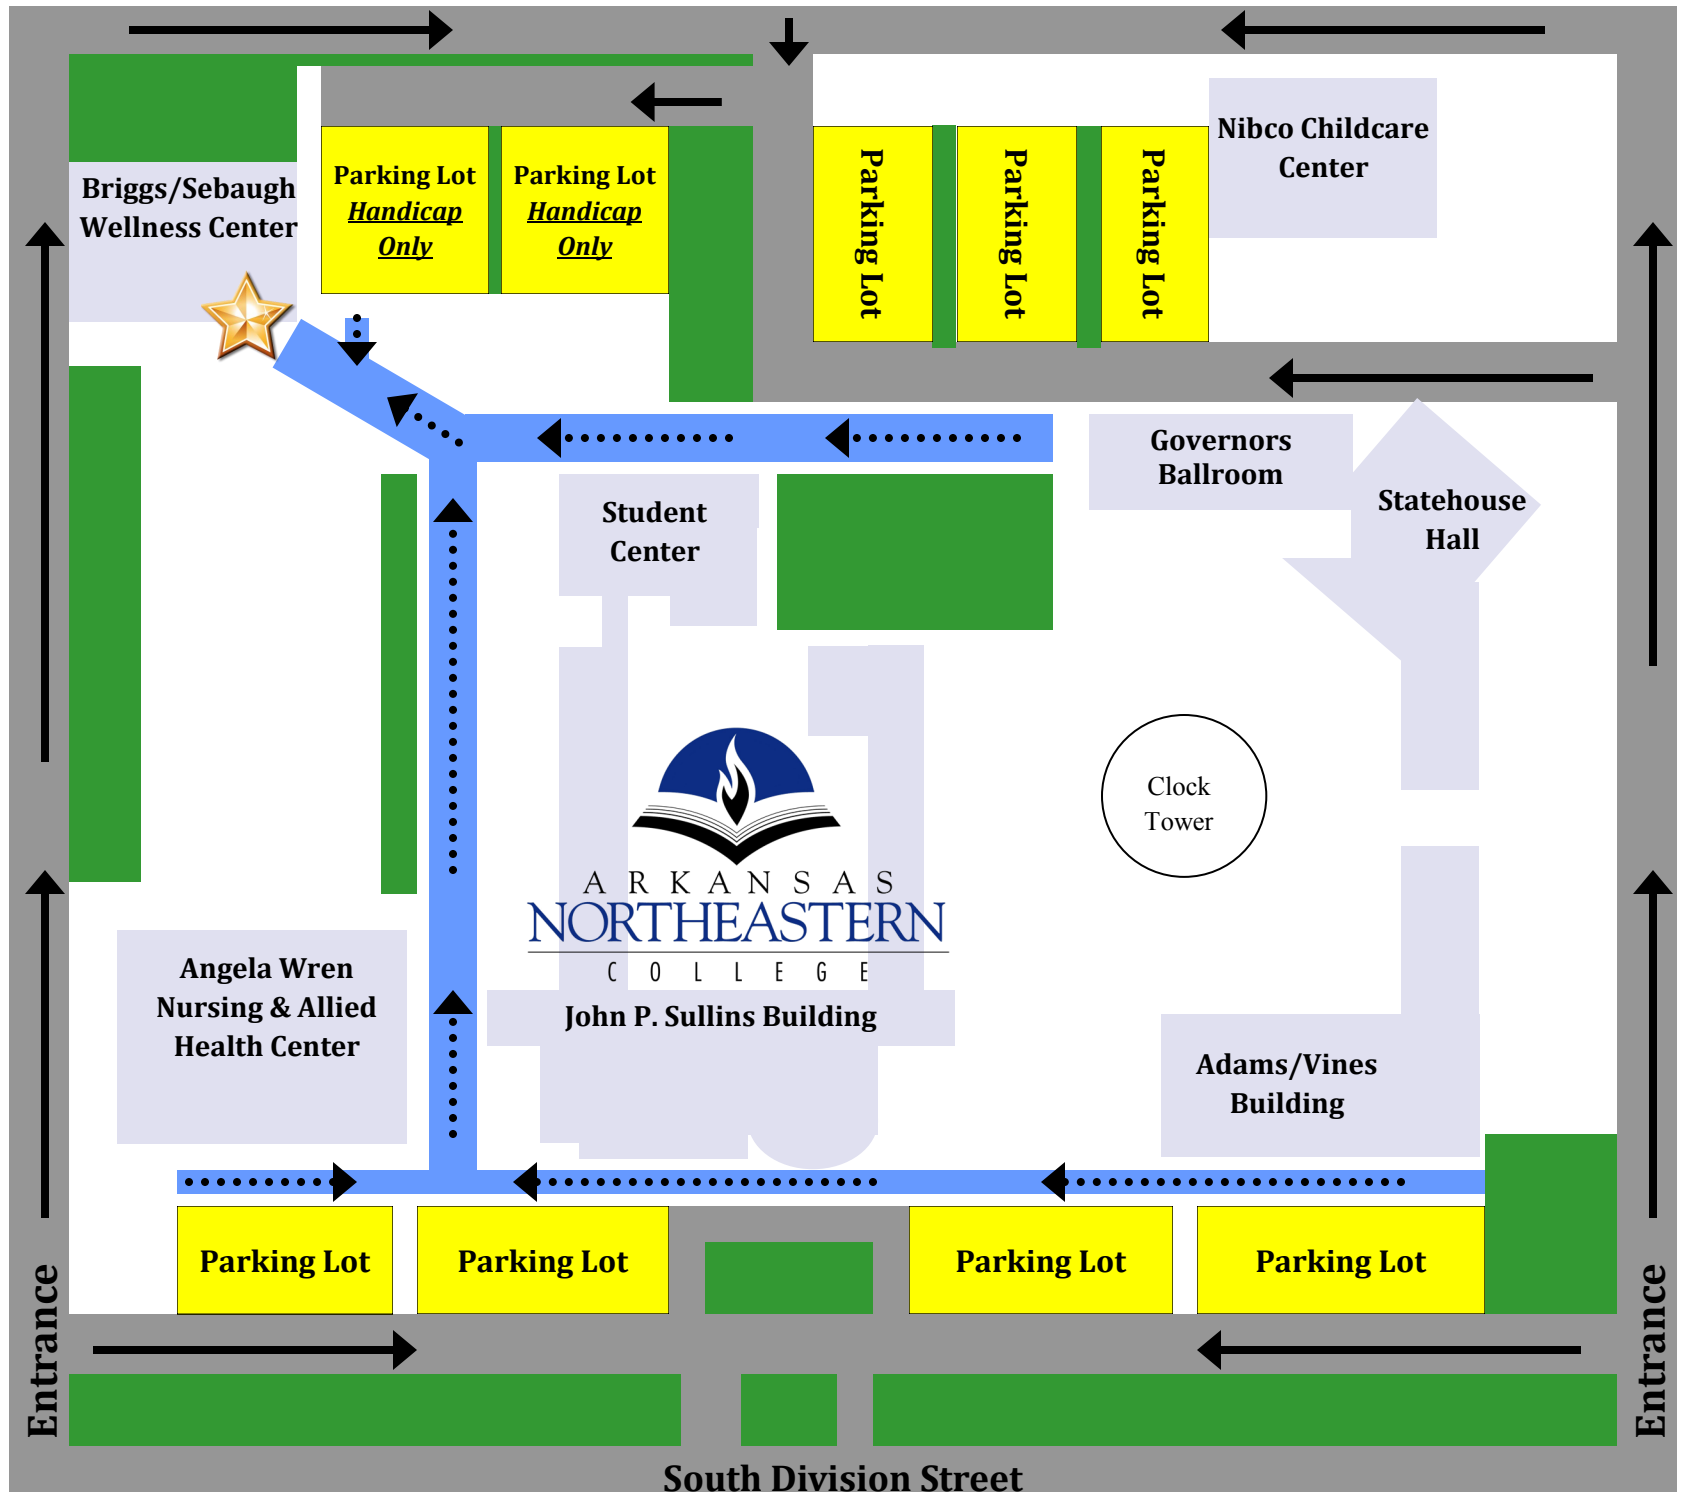 Nibco Childcare
Center
Briggs/Sebaugh
Wellness Center
Parking Lot
Handicap
Only
Parking Lot
Handicap
Only
Parking Lot
Parking Lot
Parking Lot
Governors
Ballroom
Statehouse
Hall
Student
Center
Clock
Tower
ARKANSAS
NORTHEASTERN
COLLEGE
John P. Sullins Building
Angela Wren
Nursing & Allied
Health Center
Adams/Vines
Building
Parking Lot
Parking Lot
Parking Lot
Parking Lot
Entrance
Entrance
South Division Street